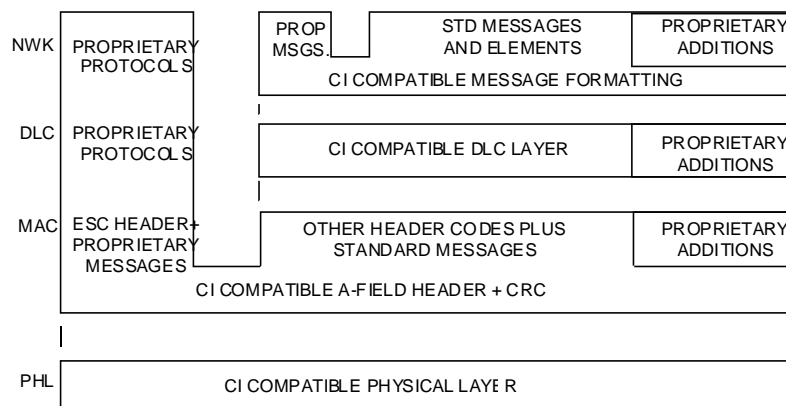 NWK
PROPRIETARY
PROTOCOLS
PROP
MSGS.
STD MESSAGES
AND ELEMENTS
PROPRIETARY
ADDITIONS
CI COMPATIBLE MESSAGE FORMATTING
DLC
PROPRIETARY
PROTOCOLS
CI COMPATIBLE DLC LAYER
PROPRIETARY
ADDITIONS
MAC
ESC HEADER+
PROPRIETARY
MESSAGES
OTHER HEADER CODES PLUS
STANDARD MESSAGES
PROPRIETARY
ADDITIONS
CI COMPATIBLE A-FIELD HEADER + CRC
PHL
CI COMPATIBLE PHYSICAL LAYER